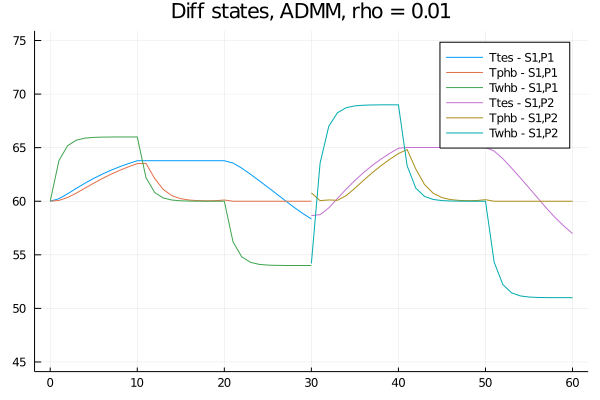 Diff states, ADMM, rho = 0.01
75
70
65
60
55
50
45
0 10 20 30 40 50 60
Ttes - S1,P1
Tphb - S1,P1
Twhb - S1,P1
Ttes - S1,P2
Tphb - S1,P2
Twhb - S1,P2